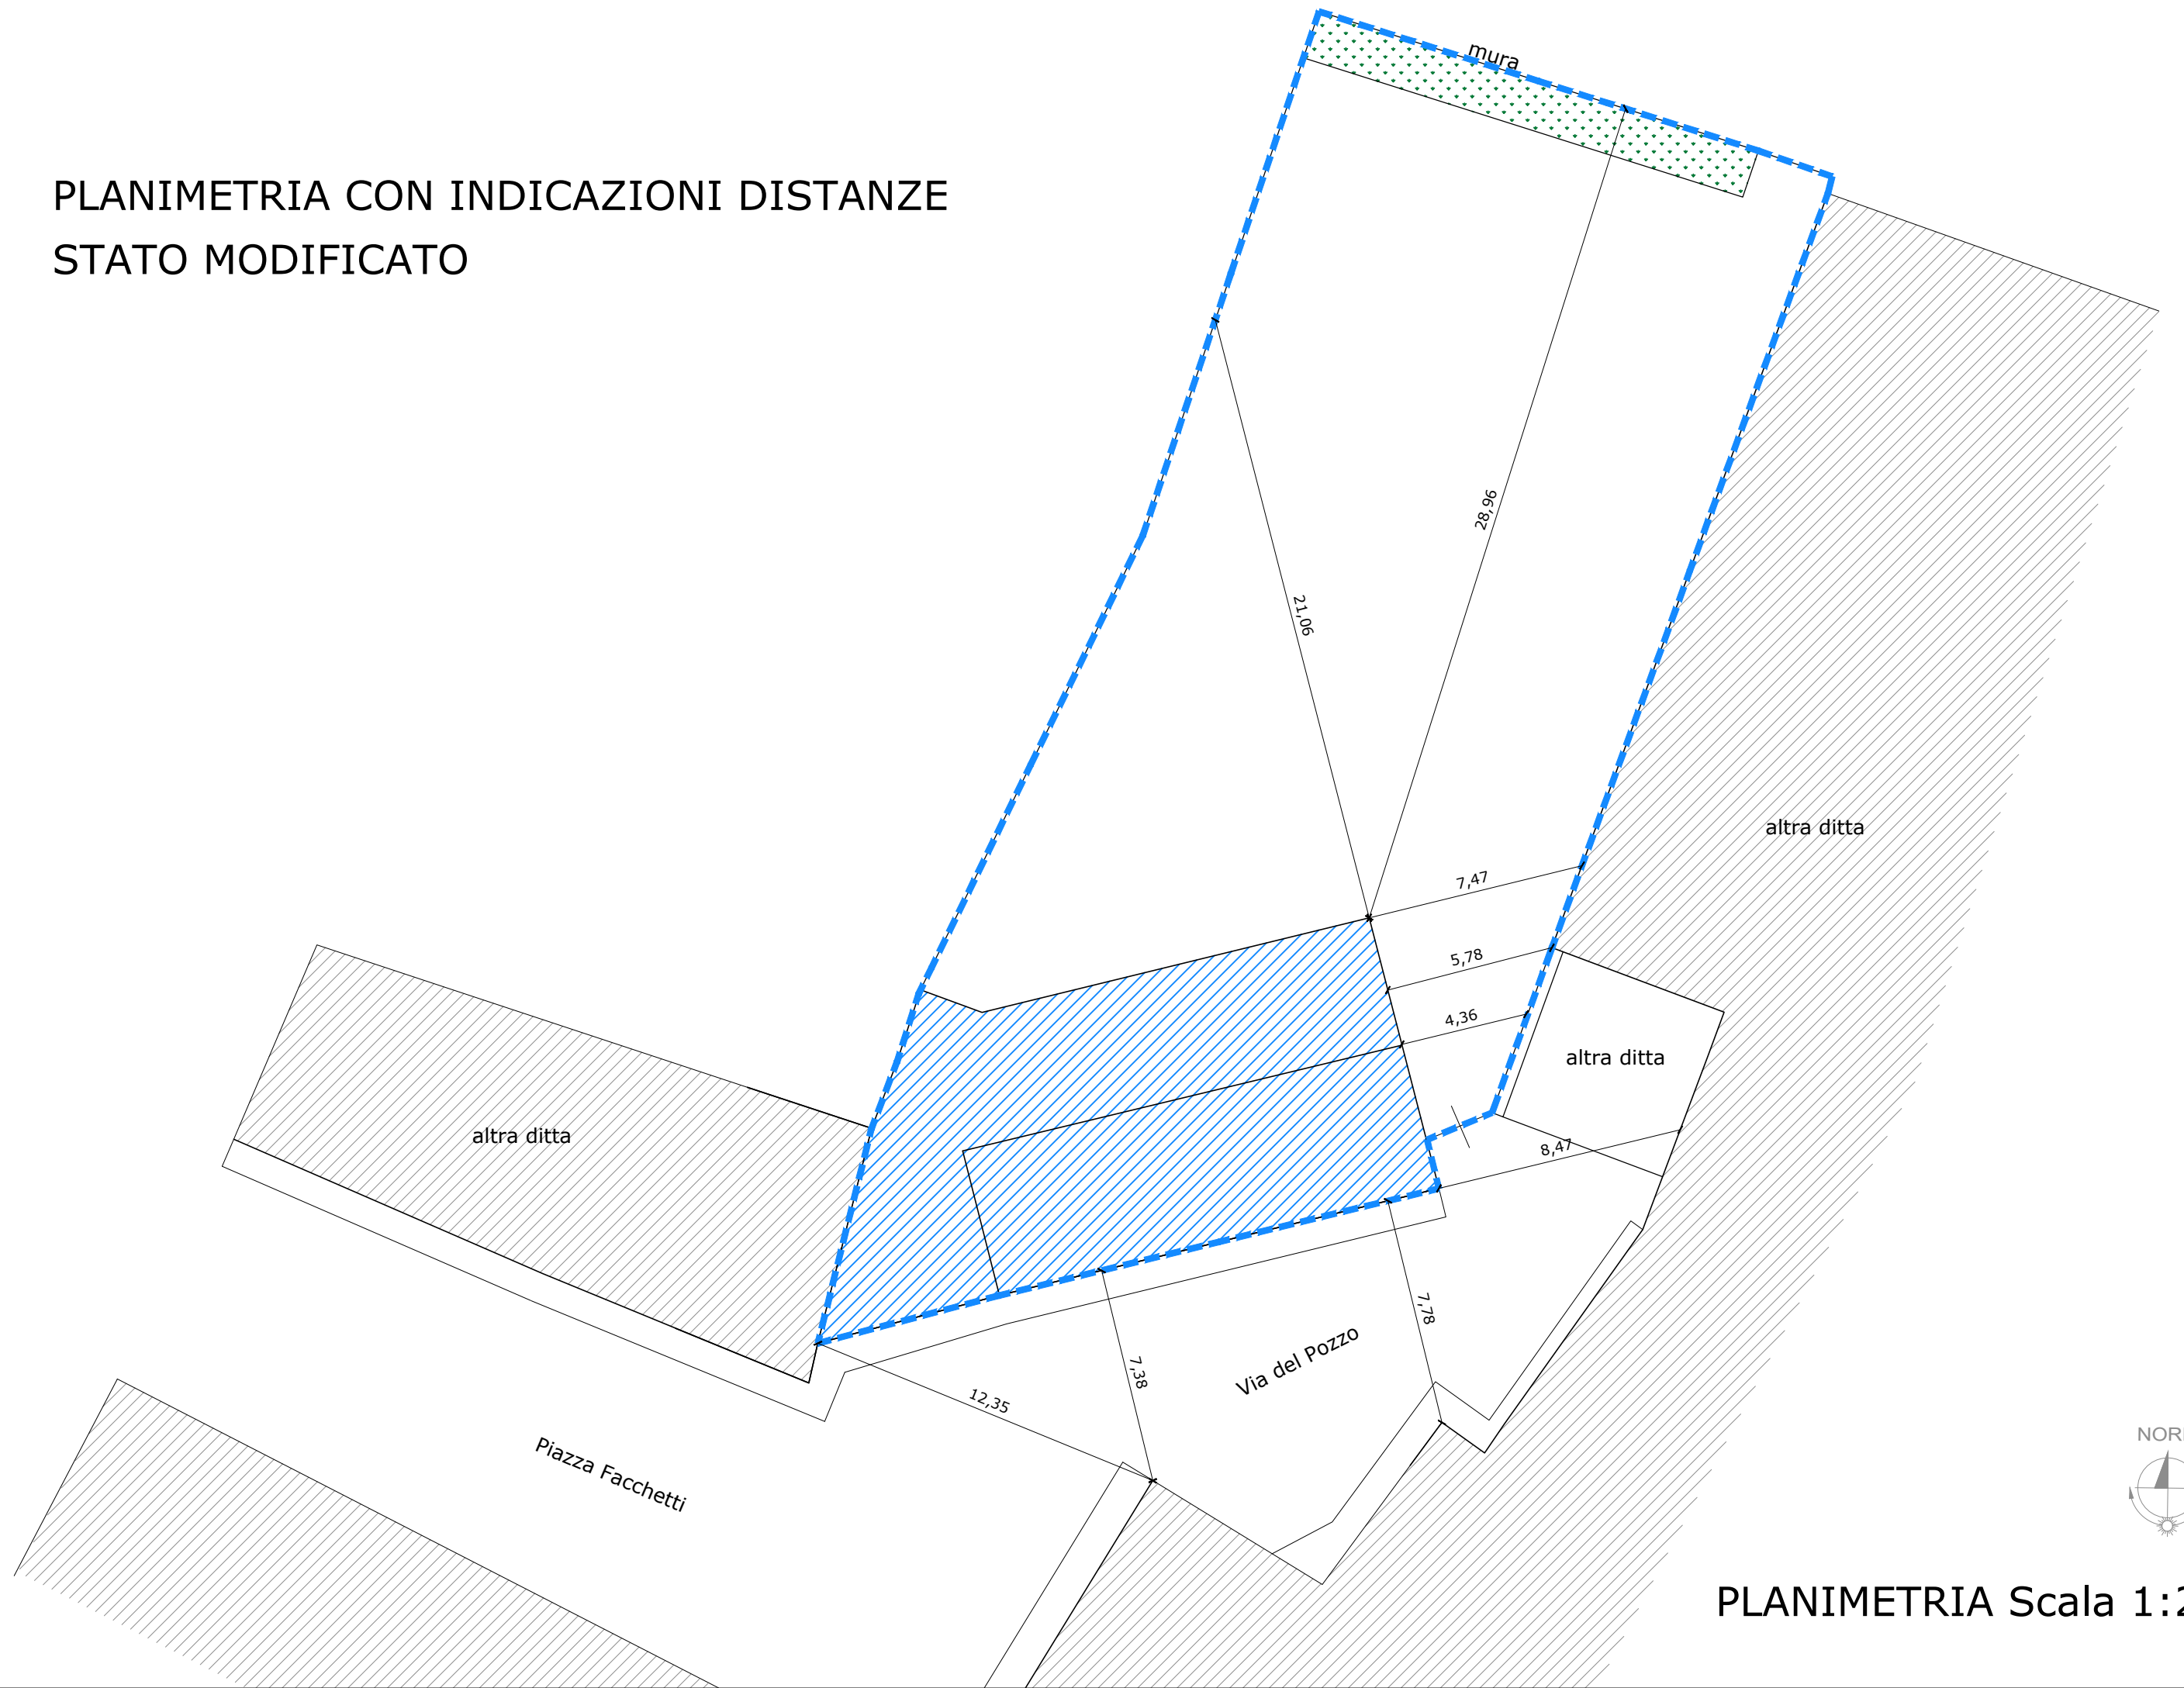 mura
PLANIMETRIA CON INDICAZIONI DISTANZE
STATO MODIFICATO
28,96
21,06
altra ditta
7,47
5,78
4,36
altra ditta
altra ditta
8,47
7,78
Via del Pozzo
7,38
12,35
Piazza Facchetti
PLANIMETRIA Scala